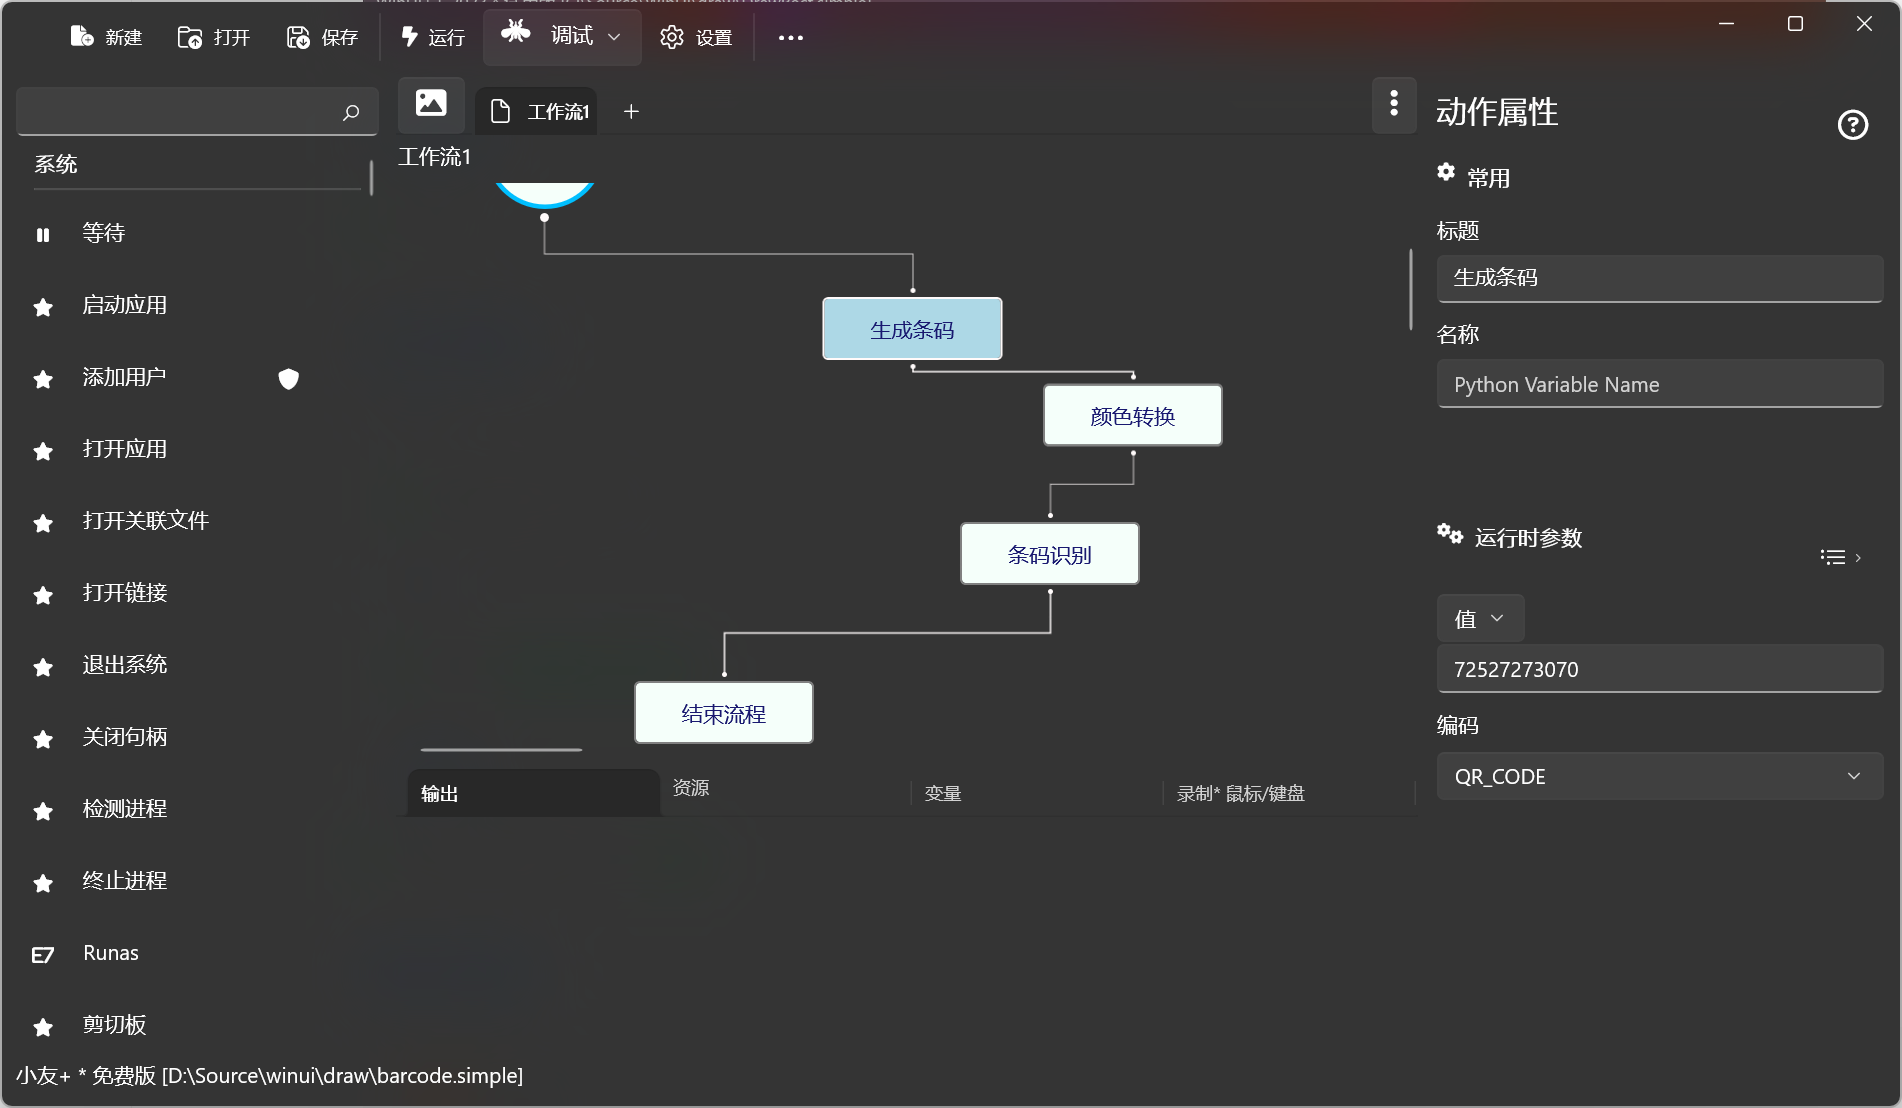 新建
打开
保存
运行
调试
设置
系统
等待
启动应用
添加用户
打开应用
打开关联文件
打开链接
退出系统
关闭句柄
检测进程
终止进程
Runas
剪切板
工作流1
工作流1
生成条码
颜色转换
条码识别
结束流程
输出
资源
变量
录制* 鼠标/键盘
动作属性
常用
标题
生成条码
名称
Python Variable Name
运行时参数
值
72527273070
编码
QR_CODE
小友+ * 免费版 [D:\Source\winui\draw\barcode.simple]